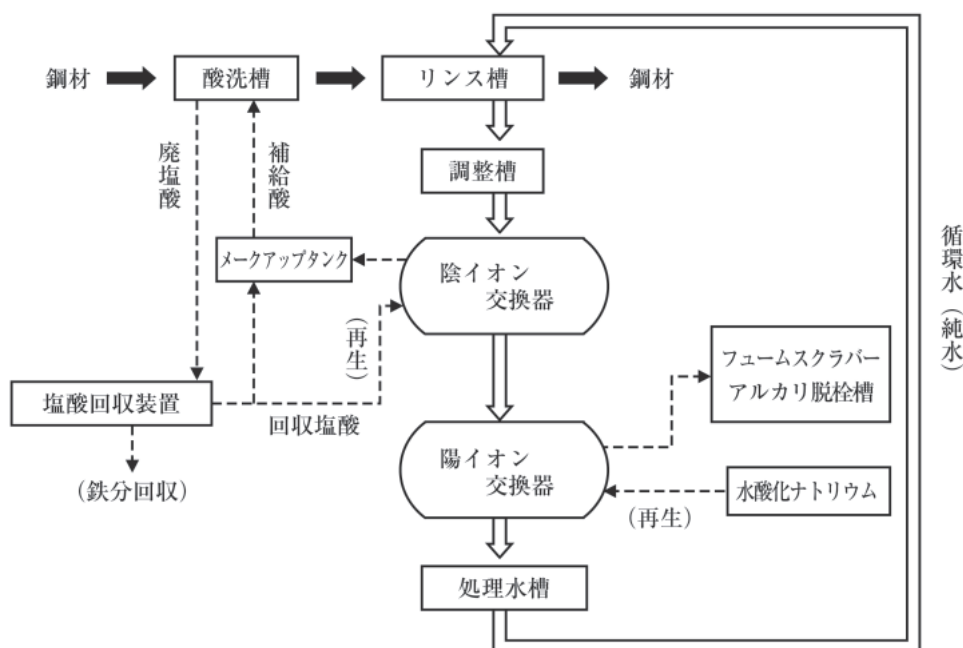 鋼材
酸洗槽
リンス槽
鋼材
調整槽
廃塩酸
補給酸
メークアップタンク
陰イオン
交換器
(再生)
塩酸回収装置
回収塩酸
(鉄分回収)
フュームスクラバー
アルカリ脱栓槽
陽イオン
交換器
水酸化ナトリウム
(再生)
処理水槽
循環水(純水)